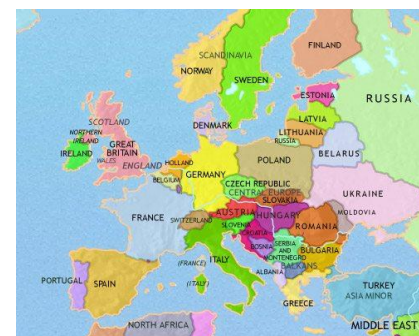 SCANDINAVIA
FINLAND
NORWAY
SWEDEN
ESTONIA
RUSSIA
SCOTLAND
LATVIA
DENMARK
LITHUANIA
NORTHERN
IRELAND
RUSSIA
GREAT
BRITAIN
IRELAND
BELARUS
WALES
ENGLAND
HOLLAND
POLAND
BELGIUM
GERMANY
CZECH REPUBLIC
CENTRAL EUROPE
UKRAINE
SLOVAKIA
FRANCE
SWITZERLAND
AUSTRIA
HUNGARY
MOLDOVIA
SLOVENIA
ROMANIA
BOSNIA
SERBIA
AND
MONTENEGRO
BULGARIA
(FRANCE)
ITALY
BALKANS
ALBANIA
PORTUGAL
SPAIN
(ITALY)
TURKEY
ASIA MINOR
GREECE
NORTH AFRICA
MIDDLE EAST